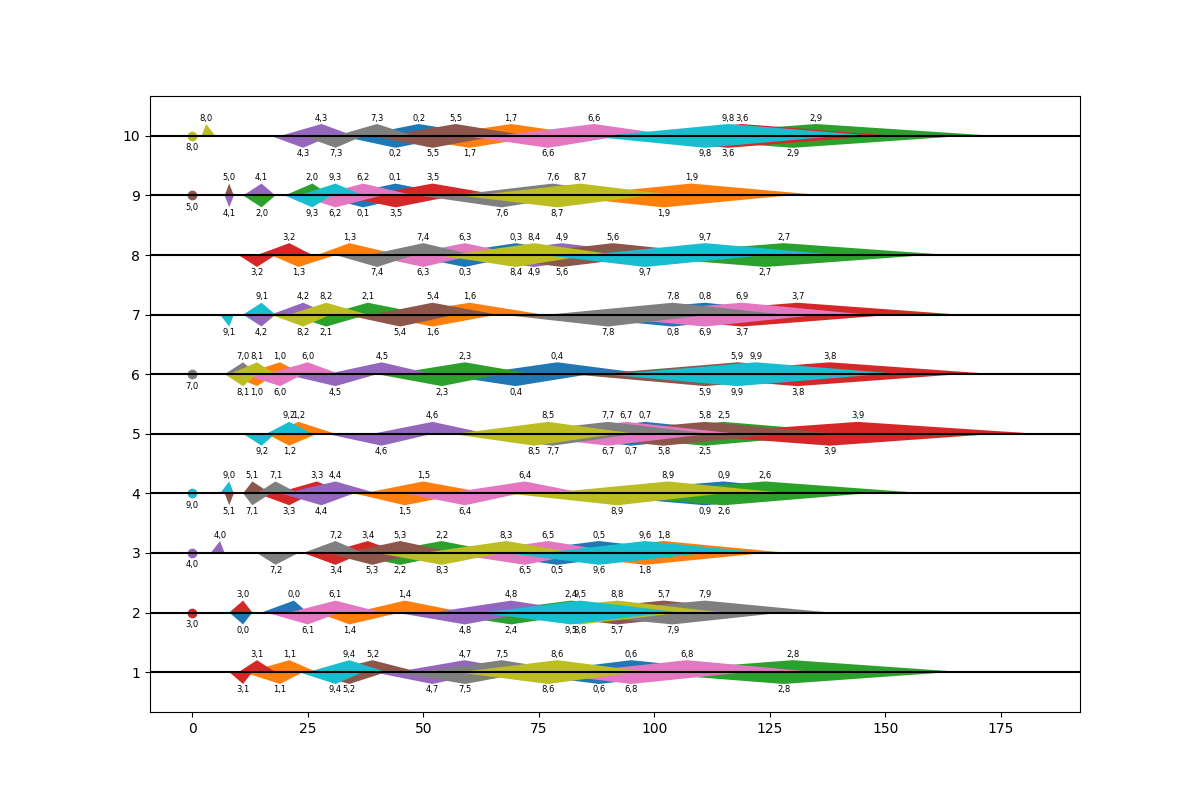 8,0 4,3 7,3 0,2 5,5 1,7 6,6 9,8 3,6 2,9
10
8,0 4,3 7,3 0,2 5,5 1,7 6,6 9,8 3,6 2,9
5,0 4,1 2,0 9,3 6,2 0,1 3,5 7,6 8,7 1,9
9
5,0 4,1 2,0 9,3 6,2 0,1 3,5 7,6 8,7 1,9
3,2 1,3 7,4 6,3 0,3 8,4 4,9 5,6 9,7 2,7
8
3,2 1,3 7,4 6,3 0,3 8,4 4,9 5,6 9,7 2,7
9,1 4,2 8,2 2,1 5,4 1,6 7,8 0,8 6,9 3,7
7
9,1 4,2 8,2 2,1 5,4 1,6 7,8 0,8 6,9 3,7
7,0 8,1 1,0 6,0 4,5 2,3 0,4 5,9 9,9 3,8
6
7,0 8,1 1,0 6,0 4,5 2,3 0,4 5,9 9,9 3,8
9,2 1,2 4,6 8,5 7,7 6,7 0,7 5,8 2,5 3,9
5
9,2 1,2 4,6 8,5 7,7 6,7 0,7 5,8 2,5 3,9
9,0 5,1 7,1 3,3 4,4 1,5 6,4 8,9 0,9 2,6
4
9,0 5,1 7,1 3,3 4,4 1,5 6,4 8,9 0,9 2,6
4,0 7,2 3,4 5,3 2,2 8,3 6,5 0,5 9,6 1,8
3
4,0 7,2 3,4 5,3 2,2 8,3 6,5 0,5 9,6 1,8
3,0 0,0 6,1 1,4 4,8 2,4 9,5 8,8 5,7 7,9
2
3,0 0,0 6,1 1,4 4,8 2,4 9,5 8,8 5,7 7,9
3,1 1,1 9,4 5,2 4,7 7,5 8,6 0,6 6,8 2,8
1
3,1 1,1 9,4 5,2 4,7 7,5 8,6 0,6 6,8 2,8
0 25 50 75 100 125 150 175